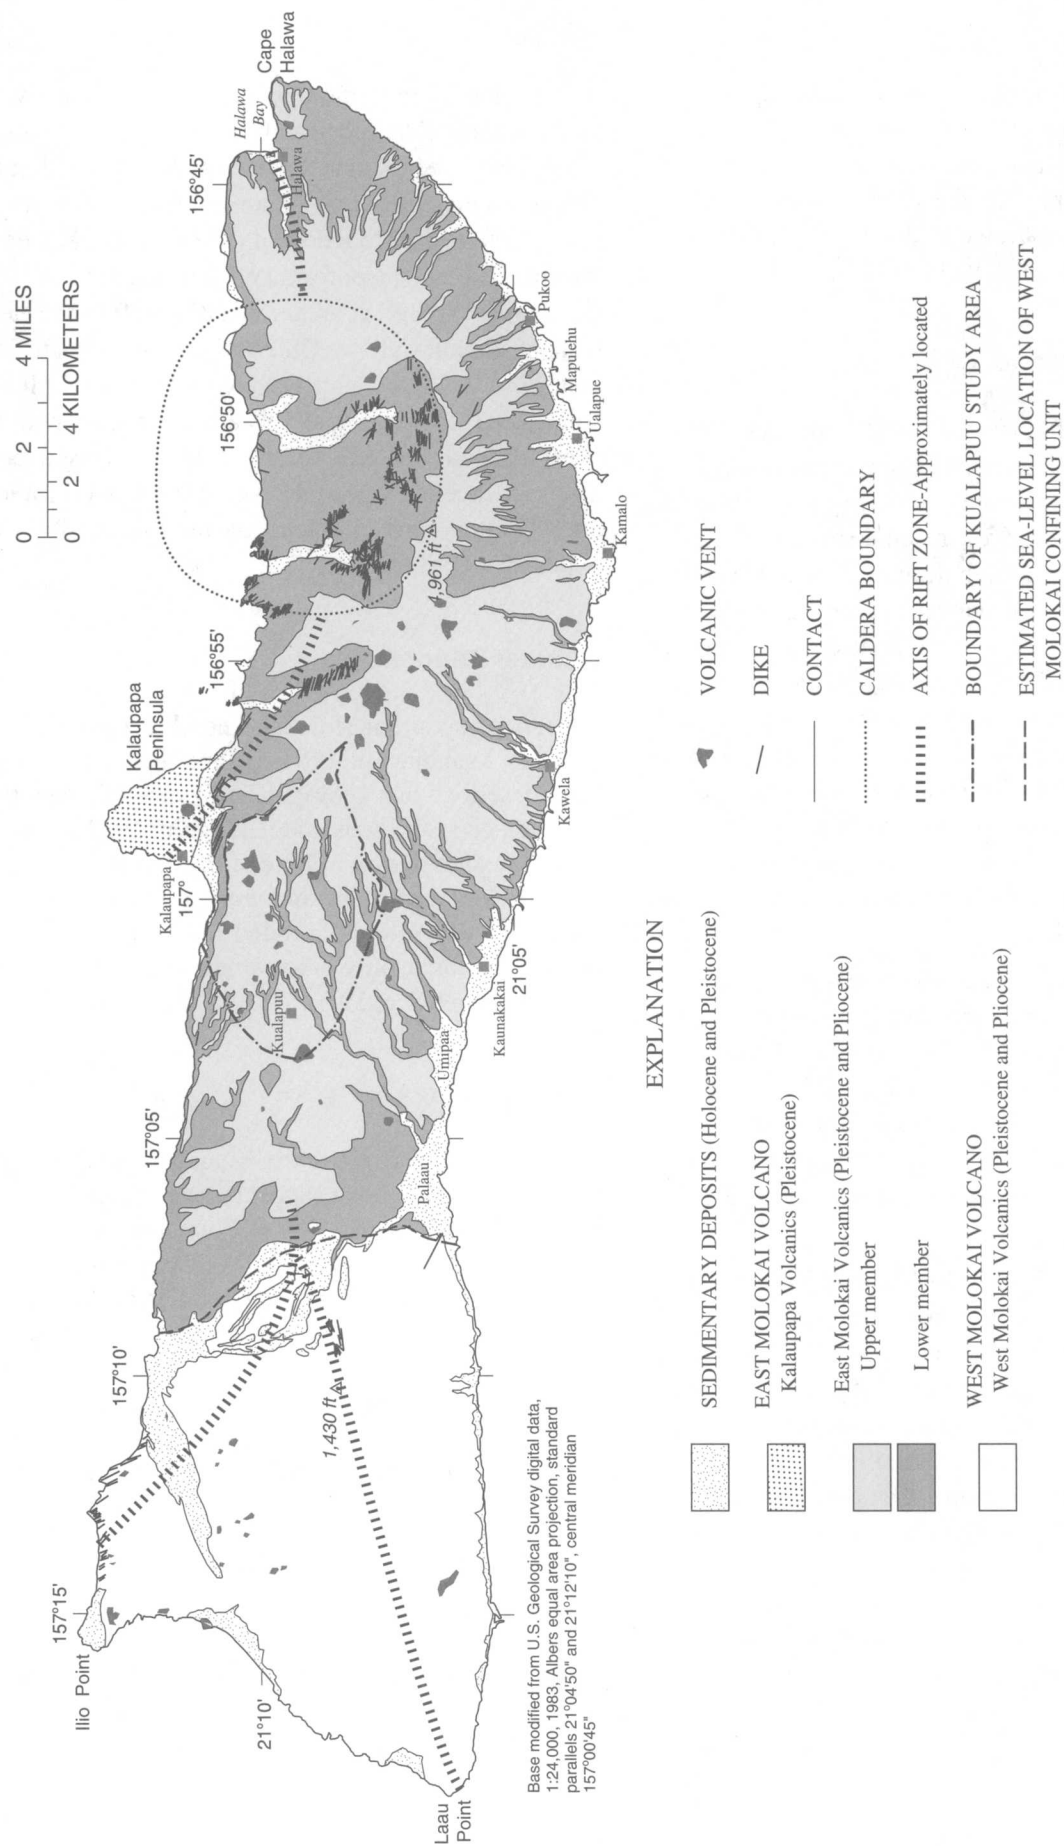 Ilio Point
157°15'
157°10'
157°05'
Kalaupapa
157°
Kalaupapa
Peninsula
156°55'
156°50'
156°45'
Halawa
Bay
Cape
Halawa
0 2 4 MILES
0 2 4 KILOMETERS
21°10'
1,430 ft
Laau
Point
Palaau
Umipaa
Kualapuu
Kaunakakai
21°05'
Kawela
4,961 ft
Kamalo
Ualapue
Mapulehu
Pukoo
Halawa
Base modified from U.S. Geological Survey digital data,
1:24,000, 1983, Albers equal area projection, standard
parallels 21°04'50" and 21°12'10", central meridian
157°00'45"
EXPLANATION
SEDIMENTARY DEPOSITS (Holocene and Pleistocene)
EAST MOLOKAI VOLCANO
Kalaupapa Volcanics (Pleistocene)
East Molokai Volcanics (Pleistocene and Pliocene)
Upper member
Lower member
WEST MOLOKAI VOLCANO
West Molokai Volcanics (Pleistocene and Pliocene)
VOLCANIC VENT
DIKE
CONTACT
CALDERA BOUNDARY
AXIS OF RIFT ZONE-Approximately located
BOUNDARY OF KUALAPUU STUDY AREA
ESTIMATED SEA-LEVEL LOCATION OF WEST
MOLOKAI CONFINING UNIT